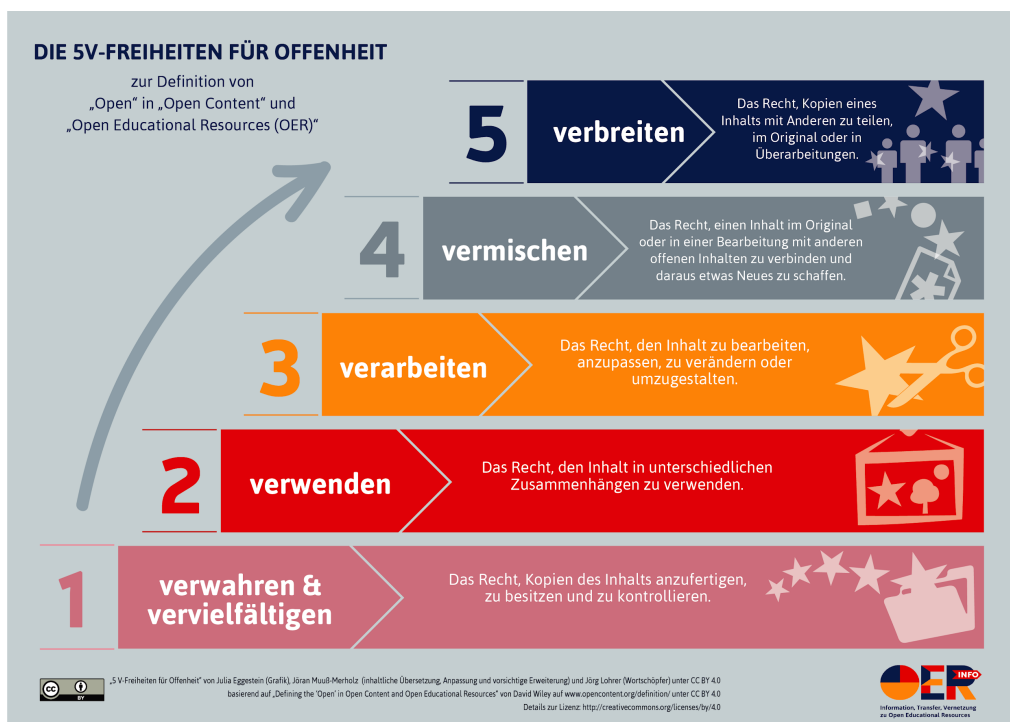 DIE 5V-FREIHEITEN FÜR OFFENHEIT
zur Definition von
„Open“ in „Open Content“ und
„Open Educational Resources (OER)“
5
verbreiten
Das Recht, Kopien eines
Inhalts mit Anderen zu teilen,
im Original oder in
Überarbeitungen.
4
vermischen
Das Recht, einen Inhalt im Original
oder in einer Bearbeitung mit anderen
offenen Inhalten zu verbinden und
daraus etwas Neues zu schaffen.
3
verarbeiten
Das Recht, den Inhalt zu bearbeiten,
anzupassen, zu verändern oder
umzugestalten.
2
verwenden
Das Recht, den Inhalt in unterschiedlichen
Zusammenhängen zu verwenden.
1
verwahren &
vervielfältigen
Das Recht, Kopien des Inhalts anzufertigen,
zu besitzen und zu kontrollieren.
cc
BY
„5 V-Freiheiten für Offenheit“ von Julia Eggestein (Grafik), Jöran Muuß-Merholz (inhaltliche Übersetzung, Anpassung und vorsichtige Erweiterung) und Jörg Lohrer (Wortschöpfer) unter CC BY 4.0
basierend auf „Defining the 'Open' in Open Content and Open Educational Resources“ von David Wiley auf www.opencontent.org/definition/ unter CC BY 4.0
Details zur Lizenz: http://creativecommons.org/licenses/by/4.0
OER INFO
Information, Transfer, Vernetzung
zu Open Educational Resources